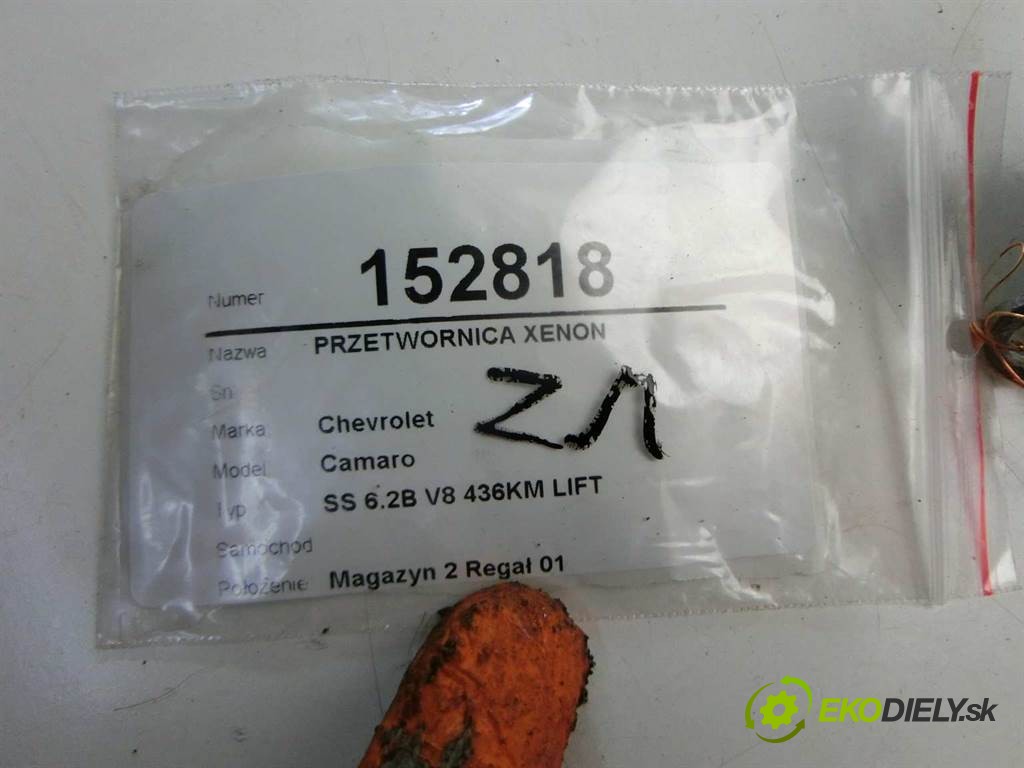 Numer 152818
Nazwa PRZETWORNICA XENON
Sn
Marka Chevrolet
Model Camaro
Typ SS 6.2B V8 436KM LIFT
Samochod
Położenie Magazyn 2 Regał 01
EKODIELY.sk